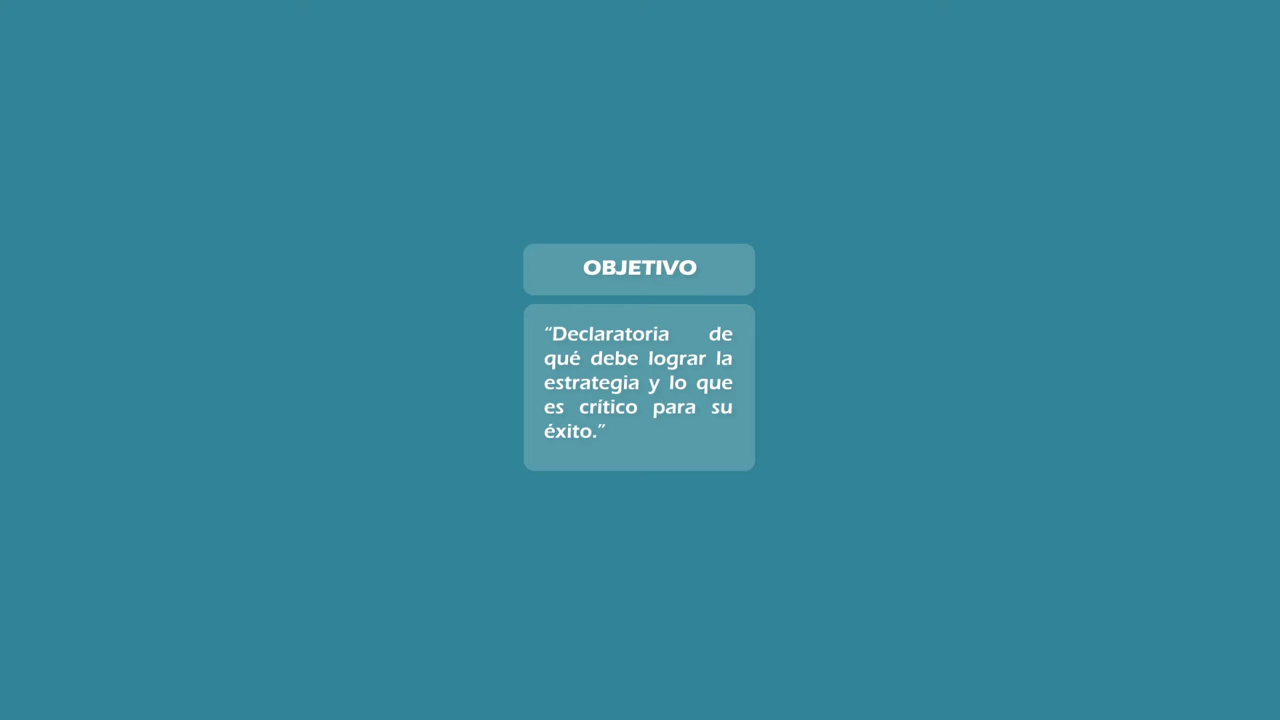 OBJETIVO
“Declaratoria de
qué debe lograr la
estrategia y lo que
es crítico para su
éxito.”